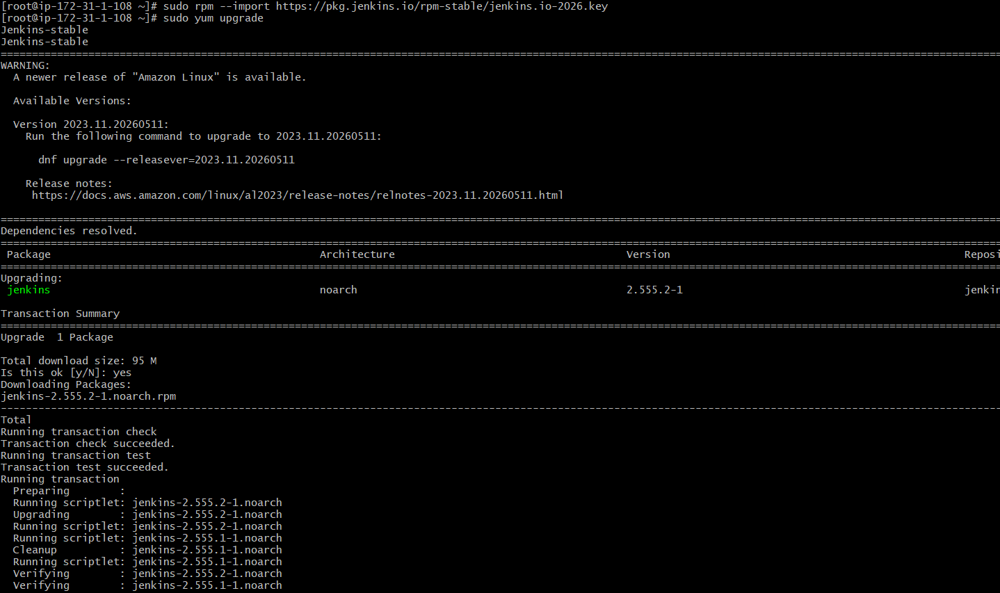 [root@ip-172-31-1-108 ~]# sudo rpm --import https://pkg.jenkins.io/rpm-stable/jenkins.io-2026.key
[root@ip-172-31-1-108 ~]# sudo yum upgrade
Jenkins-stable
Jenkins-stable
================================================================================================================================================================
WARNING:
  A newer release of "Amazon Linux" is available.

  Available Versions:

  Version 2023.11.20260511:
    Run the following command to upgrade to 2023.11.20260511:

      dnf upgrade --releasever=2023.11.20260511

    Release notes:
     https://docs.aws.amazon.com/linux/al2023/release-notes/relnotes-2023.11.20260511.html

================================================================================================================================================================
Dependencies resolved.
================================================================================================================================================================
 Package                                           Architecture                                     Version                                               Reposi
================================================================================================================================================================
Upgrading:
 jenkins                                           noarch                                           2.555.2-1                                             jenkin

Transaction Summary
================================================================================================================================================================
Upgrade  1 Package

Total download size: 95 M
Is this ok [y/N]: yes
Downloading Packages:
jenkins-2.555.2-1.noarch.rpm
----------------------------------------------------------------------------------------------------------------------------------------------------------------
Total
Running transaction check
Transaction check succeeded.
Running transaction test
Transaction test succeeded.
Running transaction
  Preparing        :
  Running scriptlet: jenkins-2.555.2-1.noarch
  Upgrading        : jenkins-2.555.2-1.noarch
  Running scriptlet: jenkins-2.555.2-1.noarch
  Running scriptlet: jenkins-2.555.1-1.noarch
  Cleanup          : jenkins-2.555.1-1.noarch
  Running scriptlet: jenkins-2.555.1-1.noarch
  Verifying        : jenkins-2.555.2-1.noarch
  Verifying        : jenkins-2.555.1-1.noarch